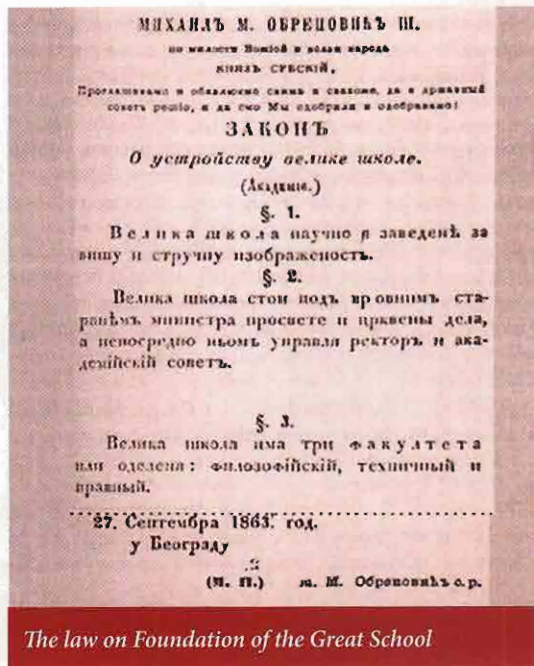 МИХАИЛЪ М. ОБРЕНОВИЋЪ III.
по милости Божіой и вольи народа
КНЯЗЬ СРБСКІЙ,
Проглашавамо и обявлюємо свима и свакоме, да є државный
советъ решіо, и да смо Мы одобрили и одобравамо:
ЗАКОНЪ
О устройству велике школе.
(Академіє.)
§. 1.
Велика школа научно є заведенѣ за
вишу и стручну изображеность.
§. 2.
Велика школа стои подъ врховнимъ ста-
ранѣмъ министра просвете и црквены дела,
а непосредно ньомъ управля ректоръ и ака-
демійскій советъ.
§. 3.
Велика школа има три факултета
или оделеня: филозофійскій, техничный и
правный.
27. Септембра 1863. год.
у Београду
(М. П.) М. М. Обреновићъ с. р.
The law on Foundation of the Great School